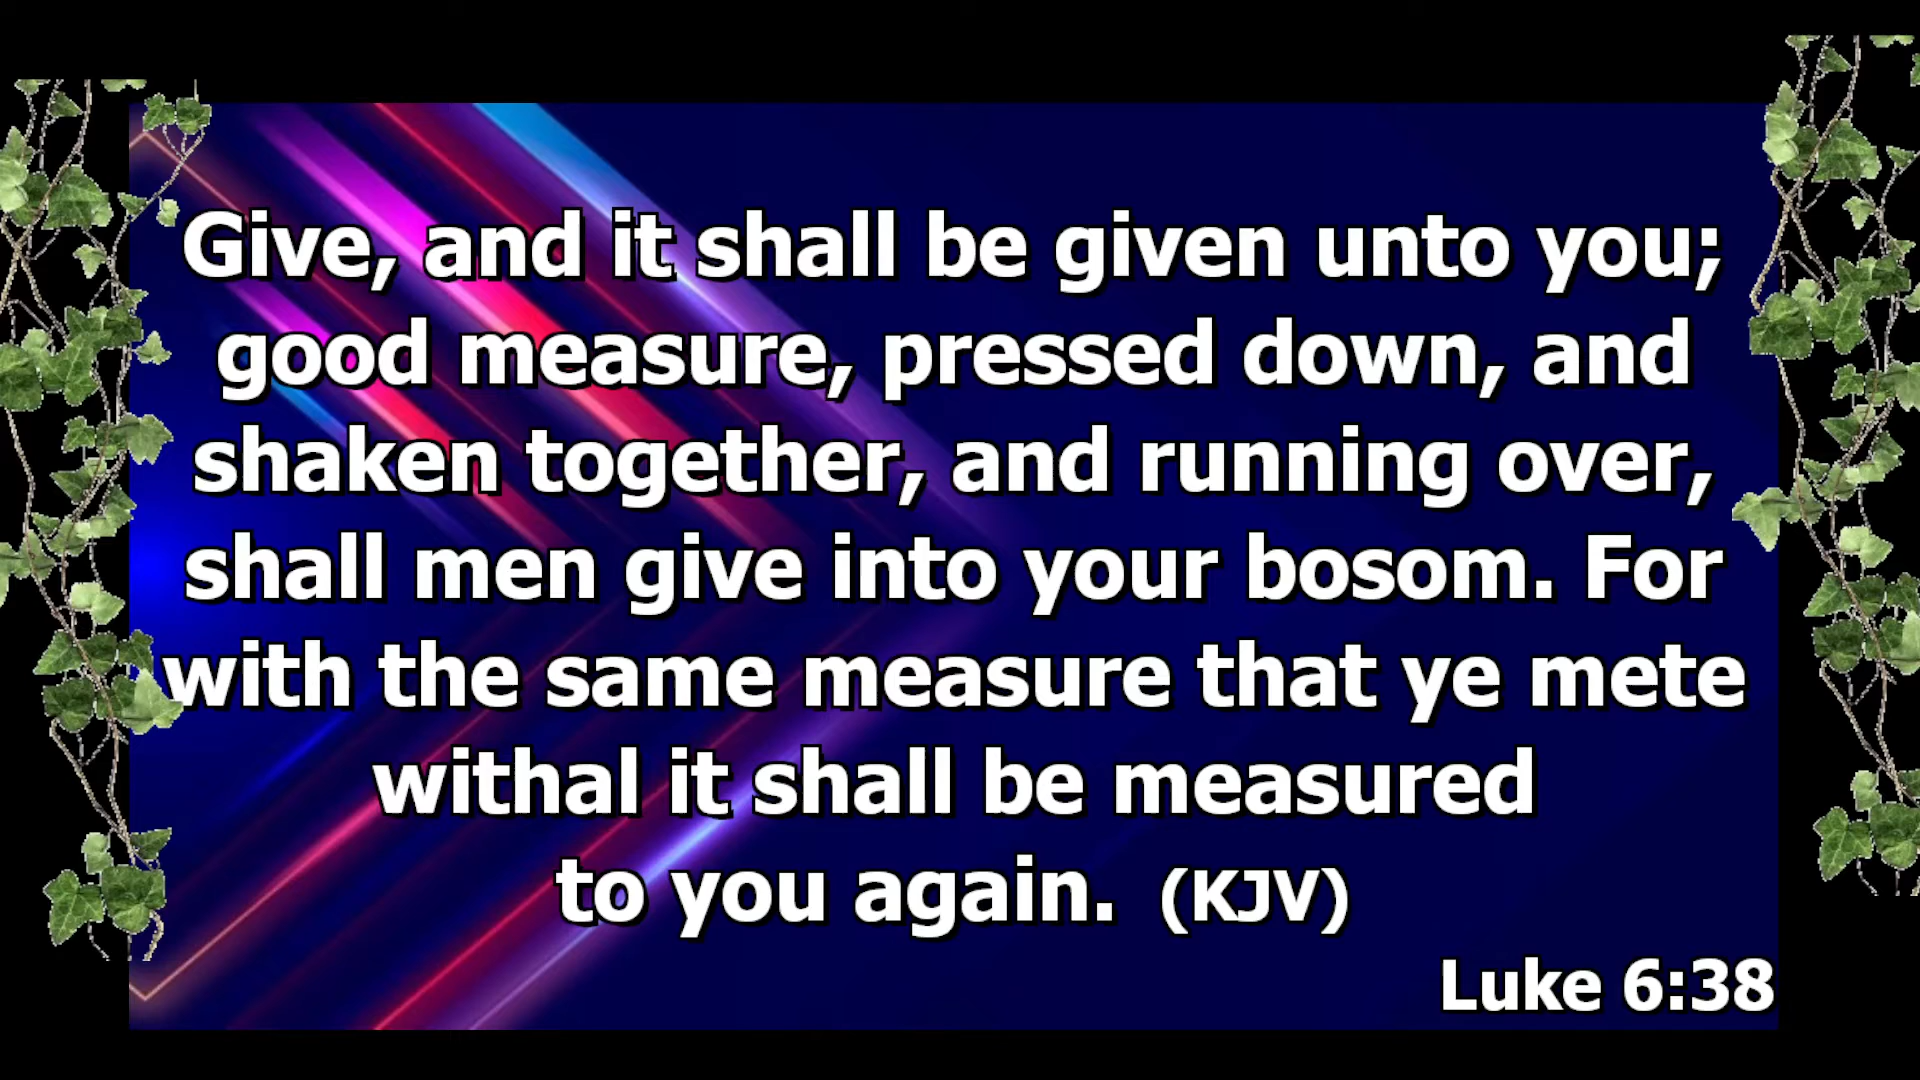 Give, and it shall be given unto you;
good measure, pressed down, and
shaken together, and running over,
shall men give into your bosom. For
with the same measure that ye mete
withal it shall be measured
to you again. (KJV)
Luke 6:38